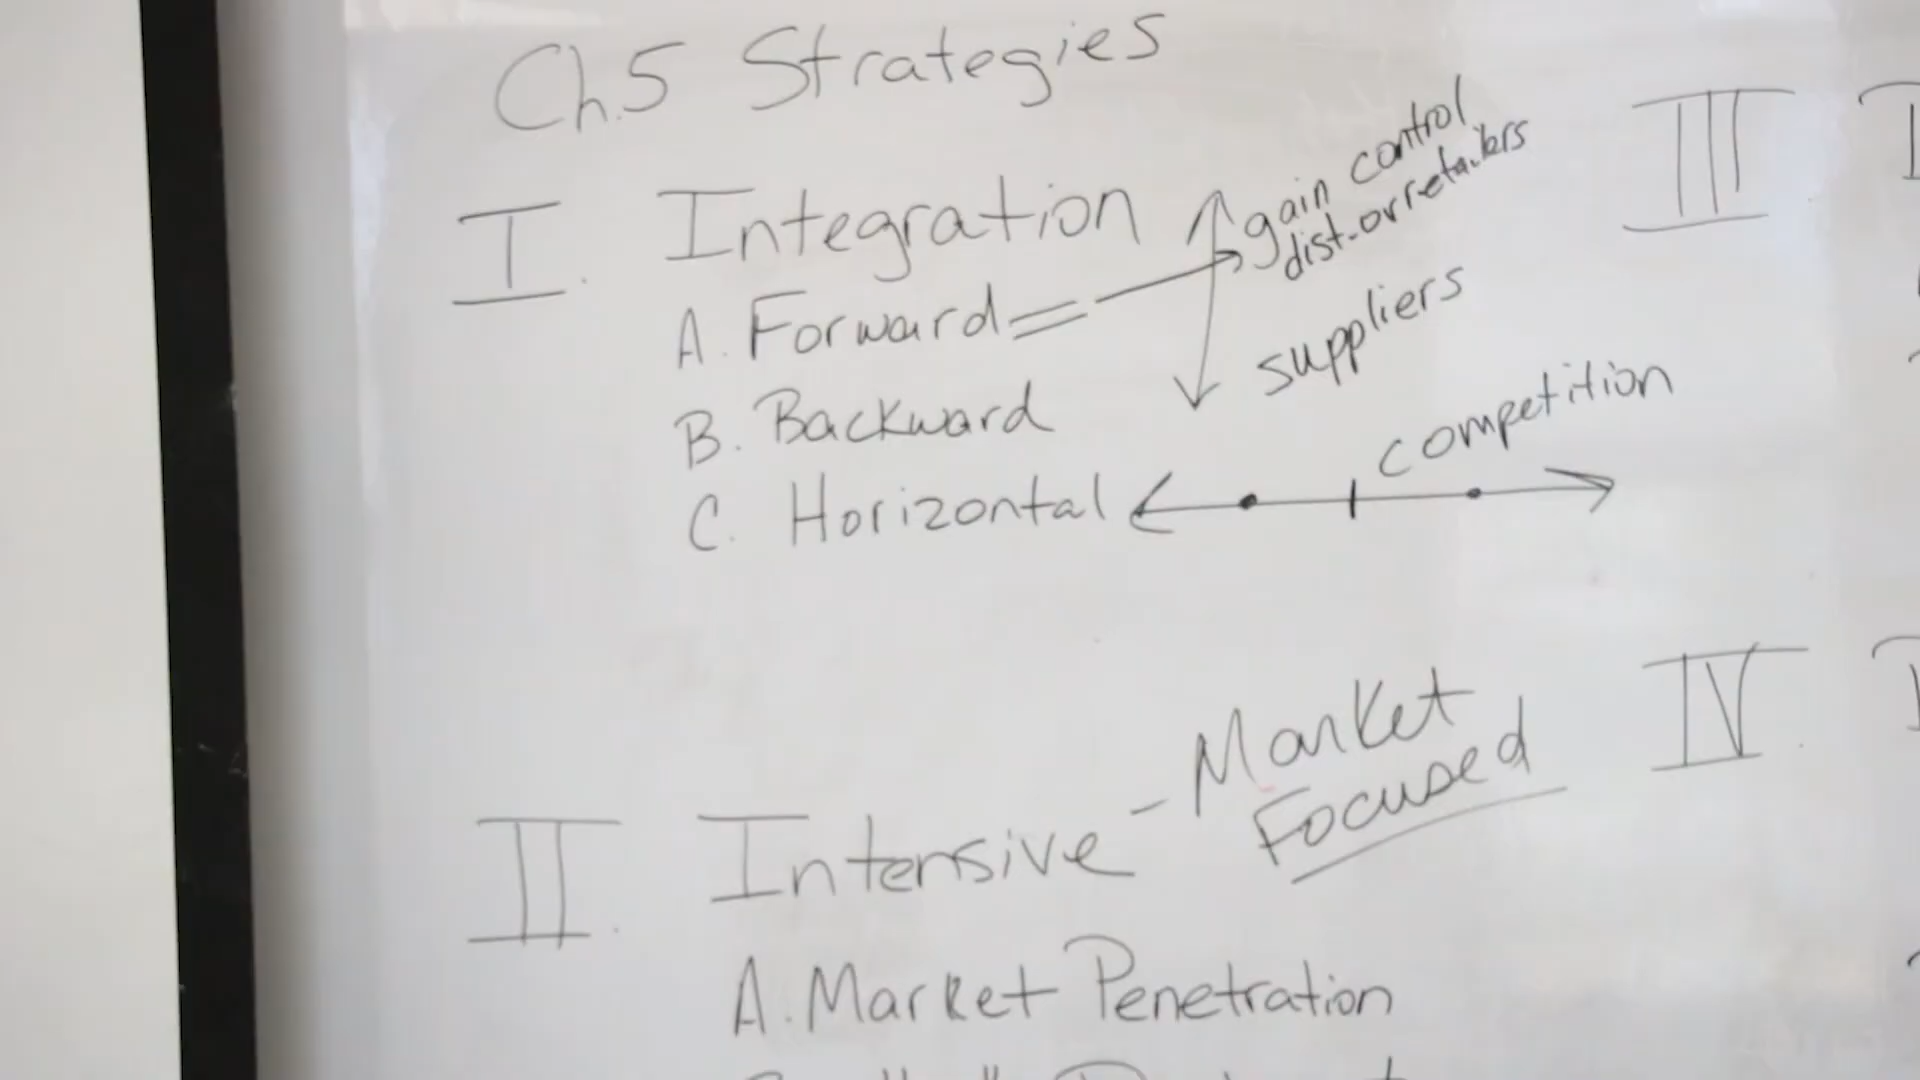 Ch.5 Strategies
I. Integration
gain control
dist. or retailers
A. Forward =
suppliers
B. Backward
competition
C. Horizontal
II. Intensive - Market
Focused
A. Market Penetration
III
IV.